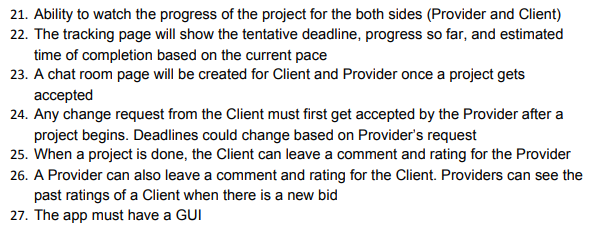 21. Ability to watch the progress of the project for the both sides (Provider and Client)
22. The tracking page will show the tentative deadline, progress so far, and estimated
time of completion based on the current pace
23. A chat room page will be created for Client and Provider once a project gets
accepted
24. Any change request from the Client must first get accepted by the Provider after a
project begins. Deadlines could change based on Provider's request
25. When a project is done, the Client can leave a comment and rating for the Provider
26. A Provider can also leave a comment and rating for the Client. Providers can see the
past ratings of a Client when there is a new bid
27. The app must have a GUI